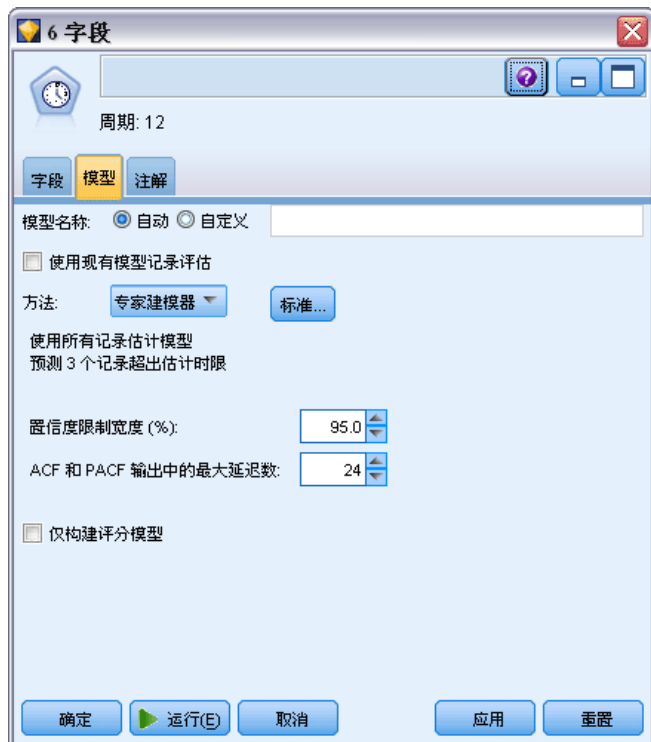 6 字段
周期: 12
字段 模型 注解
模型名称: 自动 自定义
使用现有模型记录评估
方法: 专家建模器 标准...
使用所有记录估计模型
预测 3 个记录超出估计时限
置信度限制宽度 (%): 95.0
ACF 和 PACF 输出中的最大延迟数: 24
仅构建评分模型
确定 运行(E) 取消 应用 重置